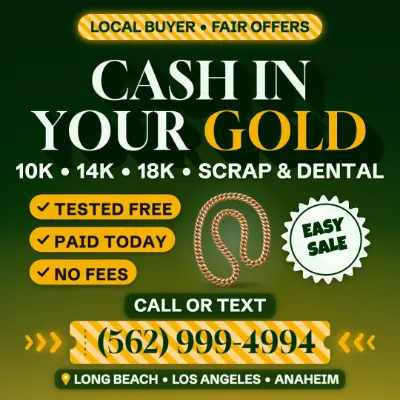 LOCAL BUYER • FAIR OFFERS
CASH IN
YOUR GOLD
10K • 14K • 18K • SCRAP & DENTAL
TESTED FREE
PAID TODAY
NO FEES
EASY
SALE
CALL OR TEXT
(562) 999-4994
LONG BEACH • LOS ANGELES • ANAHEIM